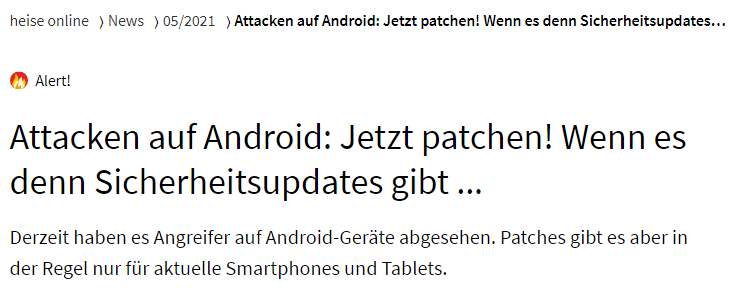 heise online 〉 News 〉 05/2021 〉 Attacken auf Android: Jetzt patchen! Wenn es denn Sicherheitsupdates…
Alert!
Attacken auf Android: Jetzt patchen! Wenn es
denn Sicherheitsupdates gibt ...
Derzeit haben es Angreifer auf Android-Geräte abgesehen. Patches gibt es aber in
der Regel nur für aktuelle Smartphones und Tablets.